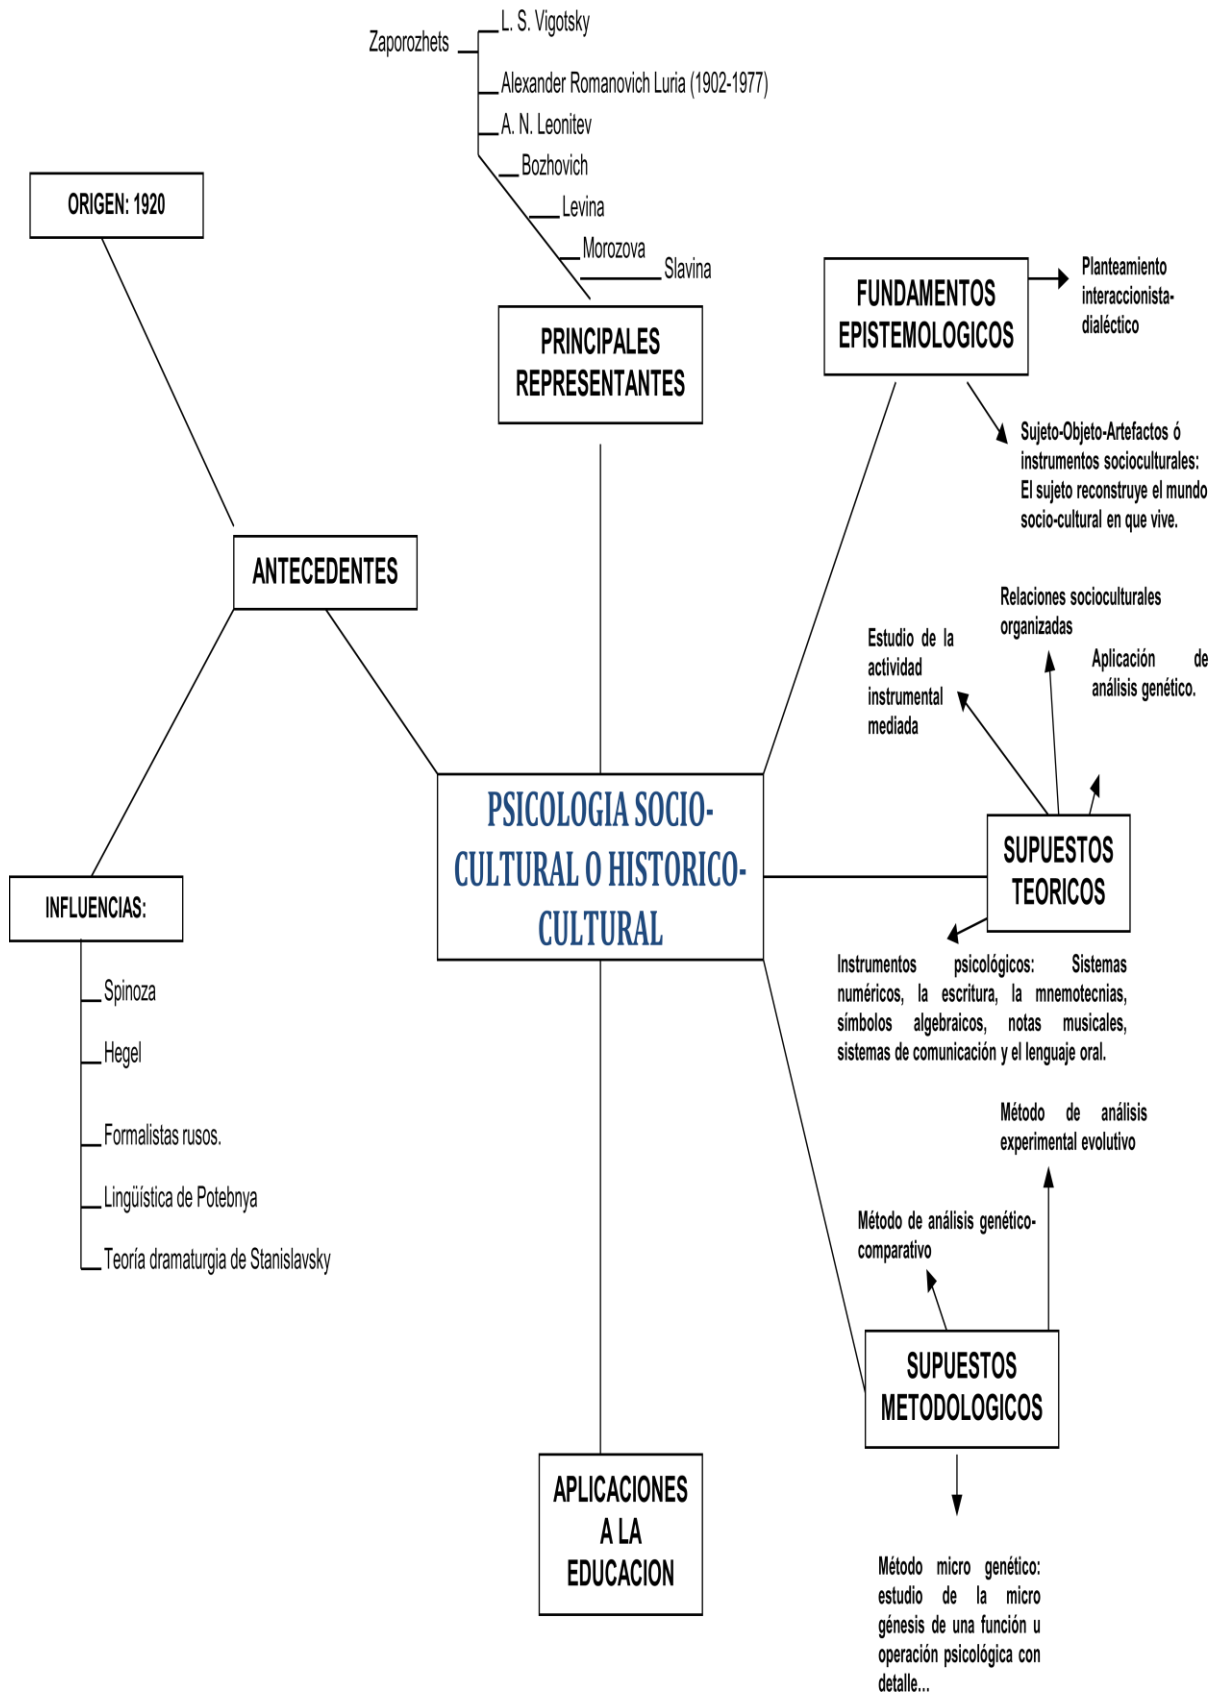 L. S. Vigotsky
Zaporozhets
Alexander Romanovich Luria (1902-1977)
A. N. Leonitev
Bozhovich
Levina
Morozova
Slavina
PRINCIPALES
REPRESENTANTES
ORIGEN: 1920
ANTECEDENTES
INFLUENCIAS:
Spinoza
Hegel
Formalistas rusos.
Lingüística de Potebnya
Teoría dramaturgia de Stanislavsky
FUNDAMENTOS
EPISTEMOLOGICOS
Planteamiento
interaccionista-
dialéctico
Sujeto-Objeto-Artefactos ó
instrumentos socioculturales:
El sujeto reconstruye el mundo
socio-cultural en que vive.
Relaciones socioculturales
organizadas
Estudio de la
actividad
instrumental
mediada
Aplicación de
análisis genético.
PSICOLOGIA SOCIO-
CULTURAL O HISTORICO-
CULTURAL
SUPUESTOS
TEORICOS
Instrumentos psicológicos: Sistemas
numéricos, la escritura, la mnemotecnias,
símbolos algebraicos, notas musicales,
sistemas de comunicación y el lenguaje oral.
Método de análisis
experimental evolutivo
Método de análisis genético-
comparativo
SUPUESTOS
METODOLOGICOS
Método micro genético:
estudio de la micro
génesis de una función u
operación psicológica con
detalle...
APLICACIONES
A LA
EDUCACION